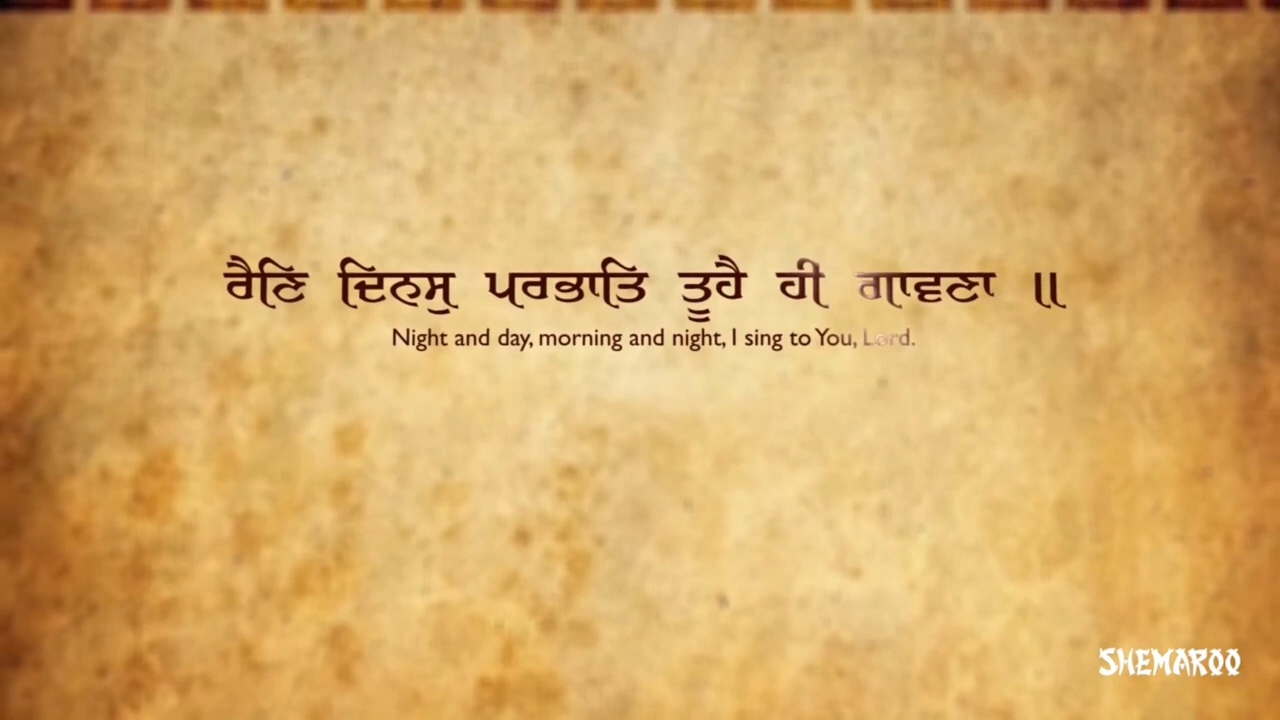 ਰੈਣਿ ਦਿਨਸੁ ਪਰਭਾਤਿ ਤੂਹੈ ਹੀ ਗਾਵਣਾ ॥
Night and day, morning and night, I sing to You, Lord.
SHEMAROO